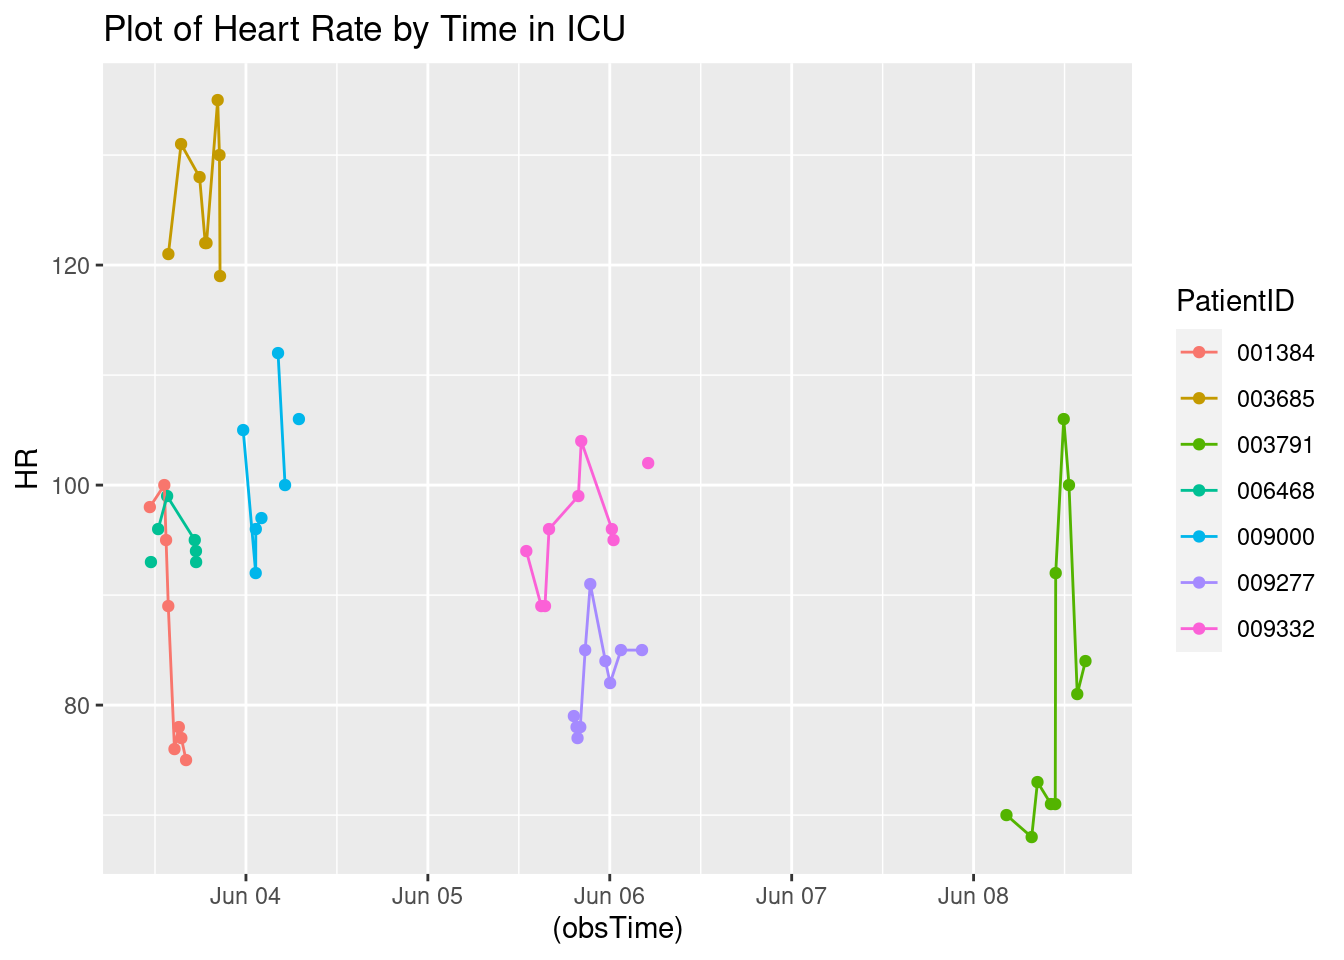 Plot of Heart Rate by Time in ICU
HR
120
100
80
Jun 04
Jun 05
Jun 06
Jun 07
Jun 08
(obsTime)
PatientID
001384
003685
003791
006468
009000
009277
009332